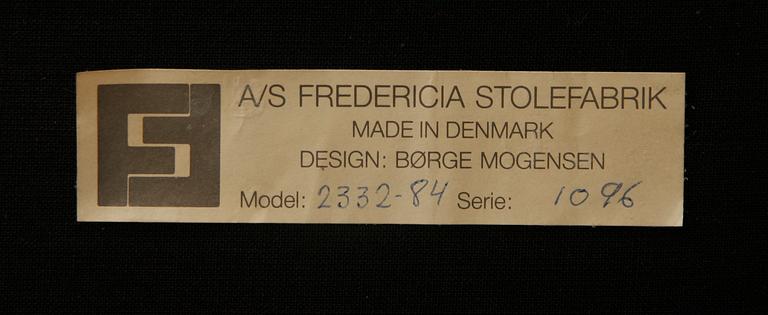 A/S FREDERICIA STOLEFABRIK
MADE IN DENMARK
DESIGN: BØRGE MOGENSEN
Model: 2332-84 Serie: 1096